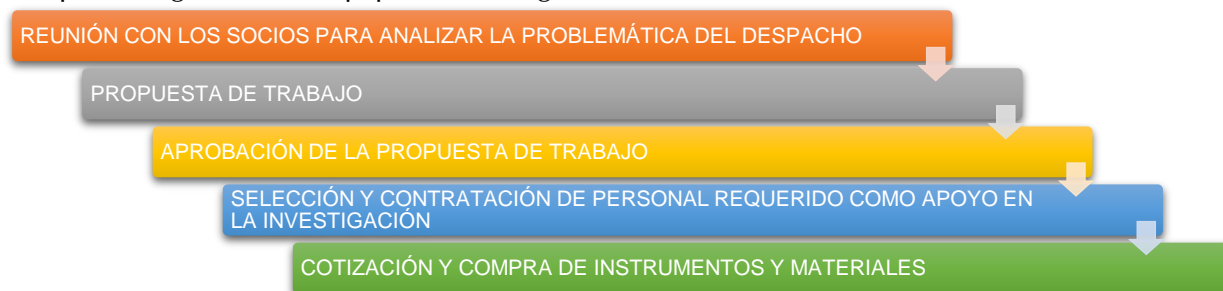 REUNIÓN CON LOS SOCIOS PARA ANALIZAR LA PROBLEMÁTICA DEL DESPACHO
PROPUESTA DE TRABAJO
APROBACIÓN DE LA PROPUESTA DE TRABAJO
SELECCIÓN Y CONTRATACIÓN DE PERSONAL REQUERIDO COMO APOYO EN
LA INVESTIGACIÓN
COTIZACIÓN Y COMPRA DE INSTRUMENTOS Y MATERIALES